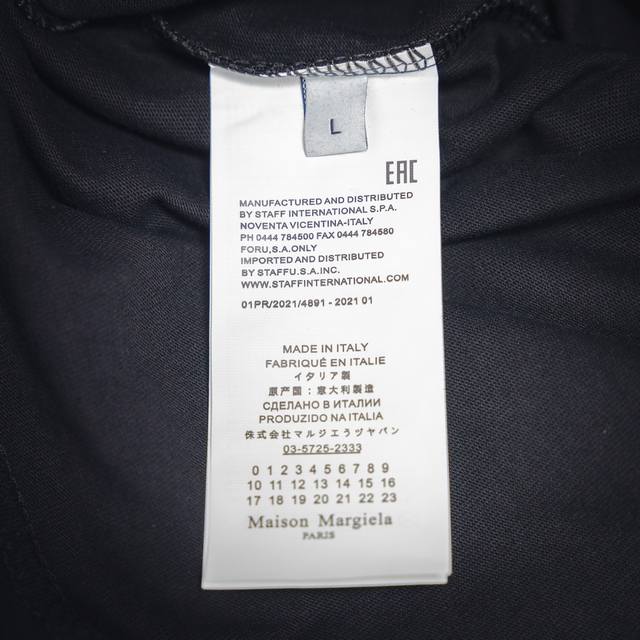 L
EAC
MANUFACTURED AND DISTRIBUTED
BY STAFF INTERNATIONAL S.P.A.
NOVENTA VICENTINA-ITALY
PH 0444 784500 FAX 0444 784580
FORU,S.A.ONLY
IMPORTED AND DISTRIBUTED
BY STAFFU.S.A.INC.
WWW.STAFFINTERNATIONAL.COM
01PR/2021/4891 - 2021 01
MADE IN ITALY
FABRIQUÉ EN ITALIE
イタリア製
原产国：意大利製造
СДЕЛАНО В ИТАЛИИ
PRODUZIDO NA ITALIA
株式会社マルジエうヅヤパン
03-5725-2333
0 1 2 3 4 5 6 7 8 9
10 11 12 13 14 15 16
17 18 19 20 21 22 23
Maison Margiela
PARIS